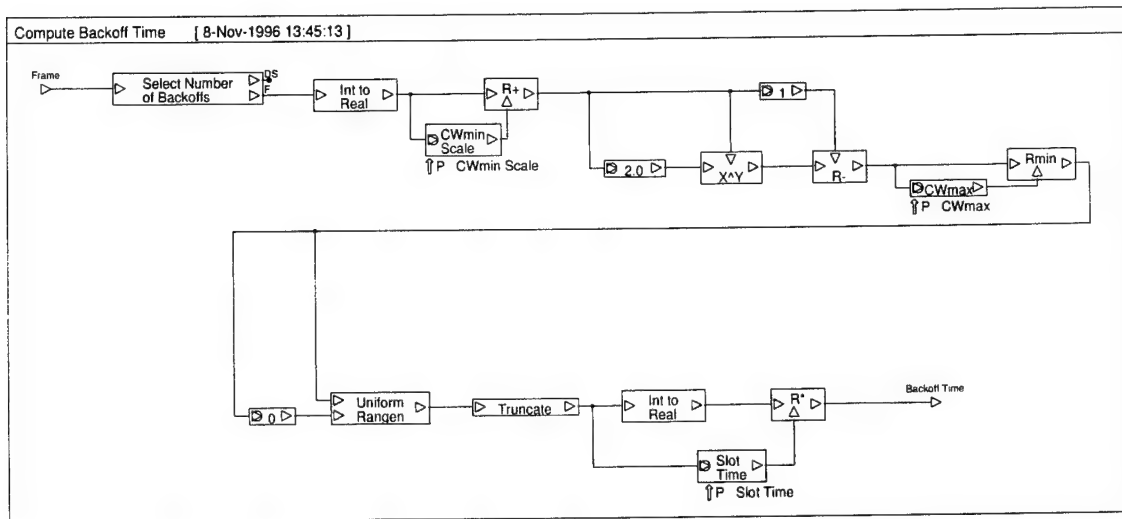 Compute Backoff Time [ 8-Nov-1996 13:45:13 ]
Frame
Select Number
of Backoffs
DS
F
Int to
Real
R+
CWmin
Scale
P CWmin Scale
1
2.0
X^Y
R-
CWmax
P CWmax
Rmin
0
Uniform
Rangen
Truncate
Int to
Real
R*
Backoff Time
Slot
Time
P Slot Time